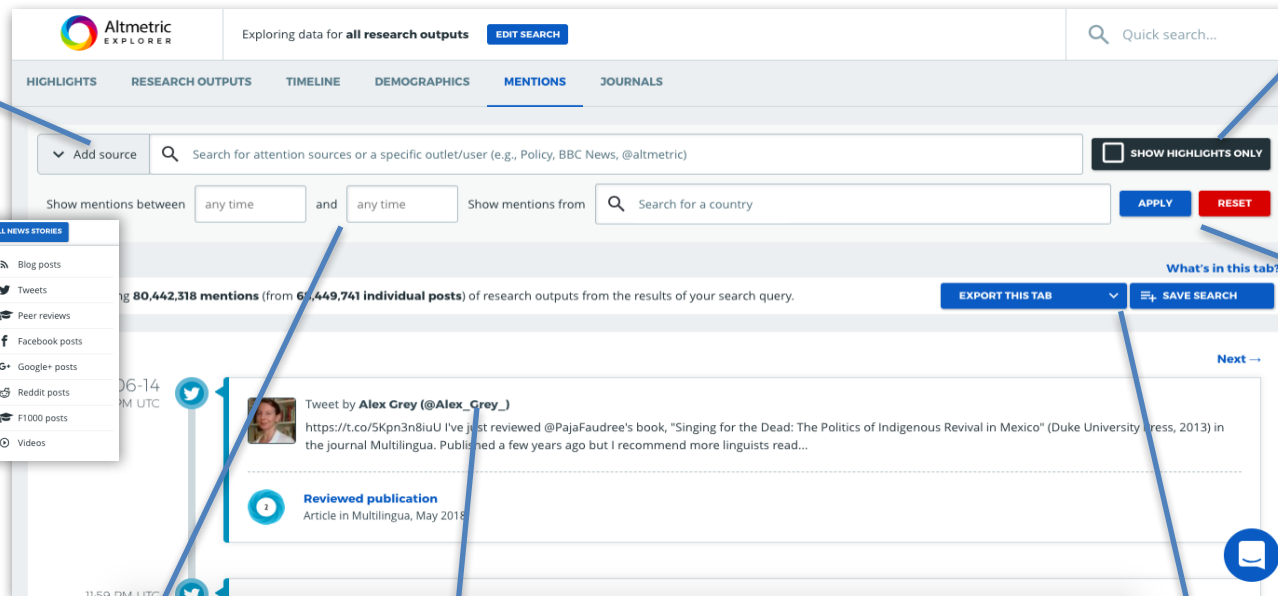 Altmetric
EXPLORER
Exploring data for all research outputs
EDIT SEARCH
Quick search...
HIGHLIGHTS
RESEARCH OUTPUTS
TIMELINE
DEMOGRAPHICS
MENTIONS
JOURNALS
Add source
Search for attention sources or a specific outlet/user (e.g., Policy, BBC News, @altmetric)
SHOW HIGHLIGHTS ONLY
Show mentions between
any time
and
any time
Show mentions from
Search for a country
APPLY
RESET
NEWS STORIES
Blog posts
Tweets
Peer reviews
Facebook posts
Google+ posts
Reddit posts
F1000 posts
Videos
What's in this tab?
80,442,318 mentions (from ,449,741 individual posts) of research outputs from the results of your search query.
EXPORT THIS TAB
SAVE SEARCH
Next →
06-14
PM UTC
Tweet by Alex Grey (@Alex_Grey_)
https://t.co/5Kpn3n8iuU I've just reviewed @PajaFaudree's book, "Singing for the Dead: The Politics of Indigenous Revival in Mexico" (Duke University Press, 2013) in
the journal Multilingua. Published a few years ago but I recommend more linguists read...
2
Reviewed publication
Article in Multilingua, May 2018
11:59 PM UTC